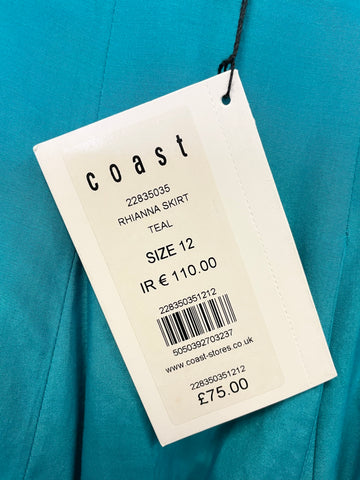 coast
22835035
RHIANNA SKIRT
TEAL
SIZE 12
IR € 110.00
228350351212
5050392703237
www.coast-stores.co.uk
228350351212
£75.00